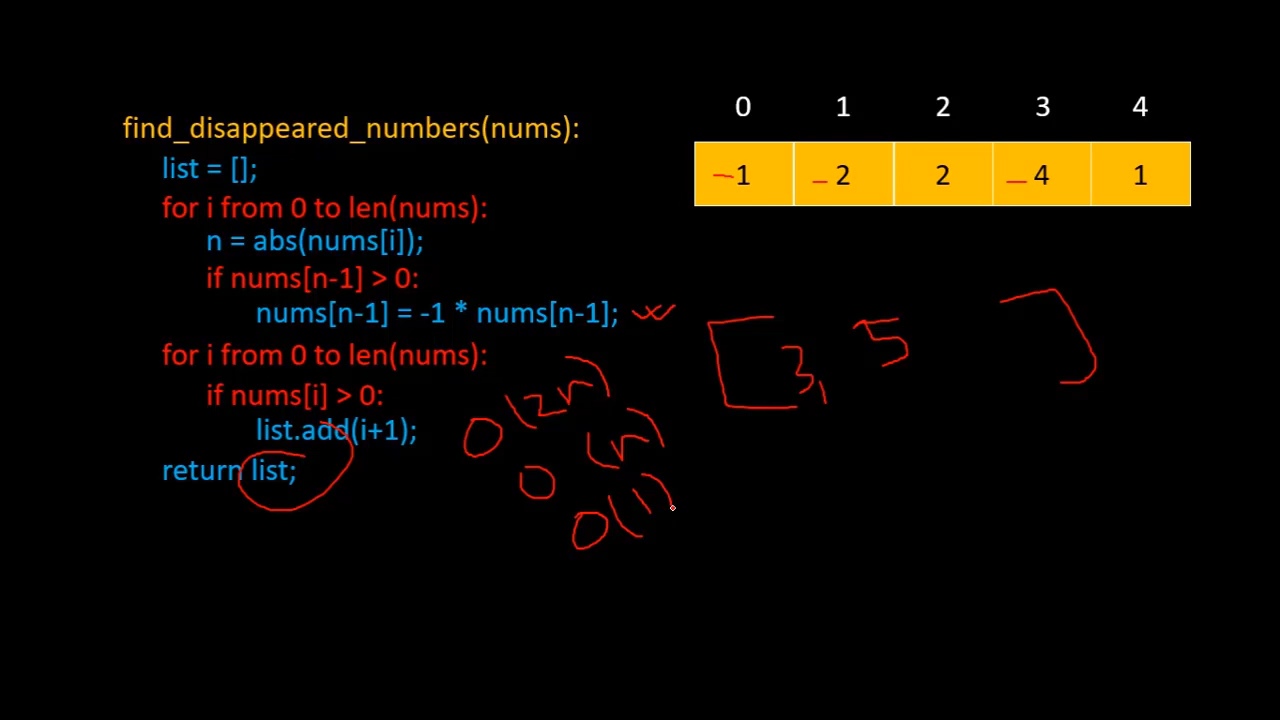 find_disappeared_numbers(nums):
list = [];
for i from 0 to len(nums):
n = abs(nums[i]);
if nums[n-1] > 0:
nums[n-1] = -1 * nums[n-1];
for i from 0 to len(nums):
if nums[i] > 0:
list.add(i+1);
return list;
0 1 2 3 4
-1 -2 2 -4 1
[3, 5 ]
O(2n)
O(n)
O(1)